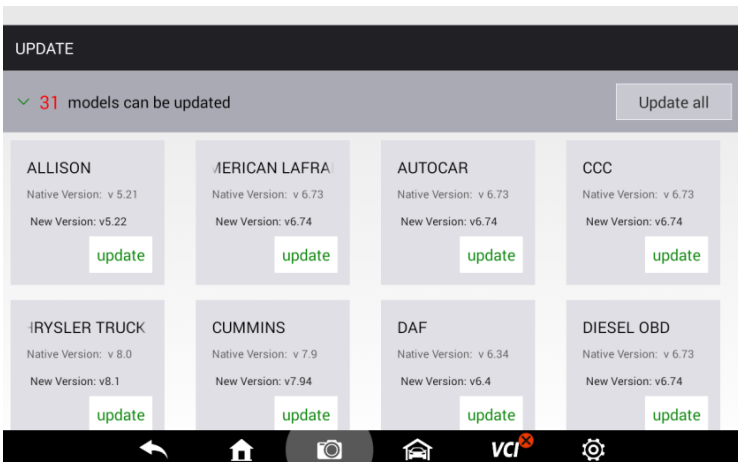 UPDATE
31 models can be updated
Update all
ALLISON
Native Version: v 5.21
New Version: v5.22
update
MERICAN LAFRA
Native Version: v 6.73
New Version: v6.74
update
AUTOCAR
Native Version: v 6.73
New Version: v6.74
update
CCC
Native Version: v 6.73
New Version: v6.74
update
HRYSLER TRUCK
Native Version: v 8.0
New Version: v8.1
update
CUMMINS
Native Version: v 7.9
New Version: v7.94
update
DAF
Native Version: v 6.34
New Version: v6.4
update
DIESEL OBD
Native Version: v 6.73
New Version: v6.74
update
VCI